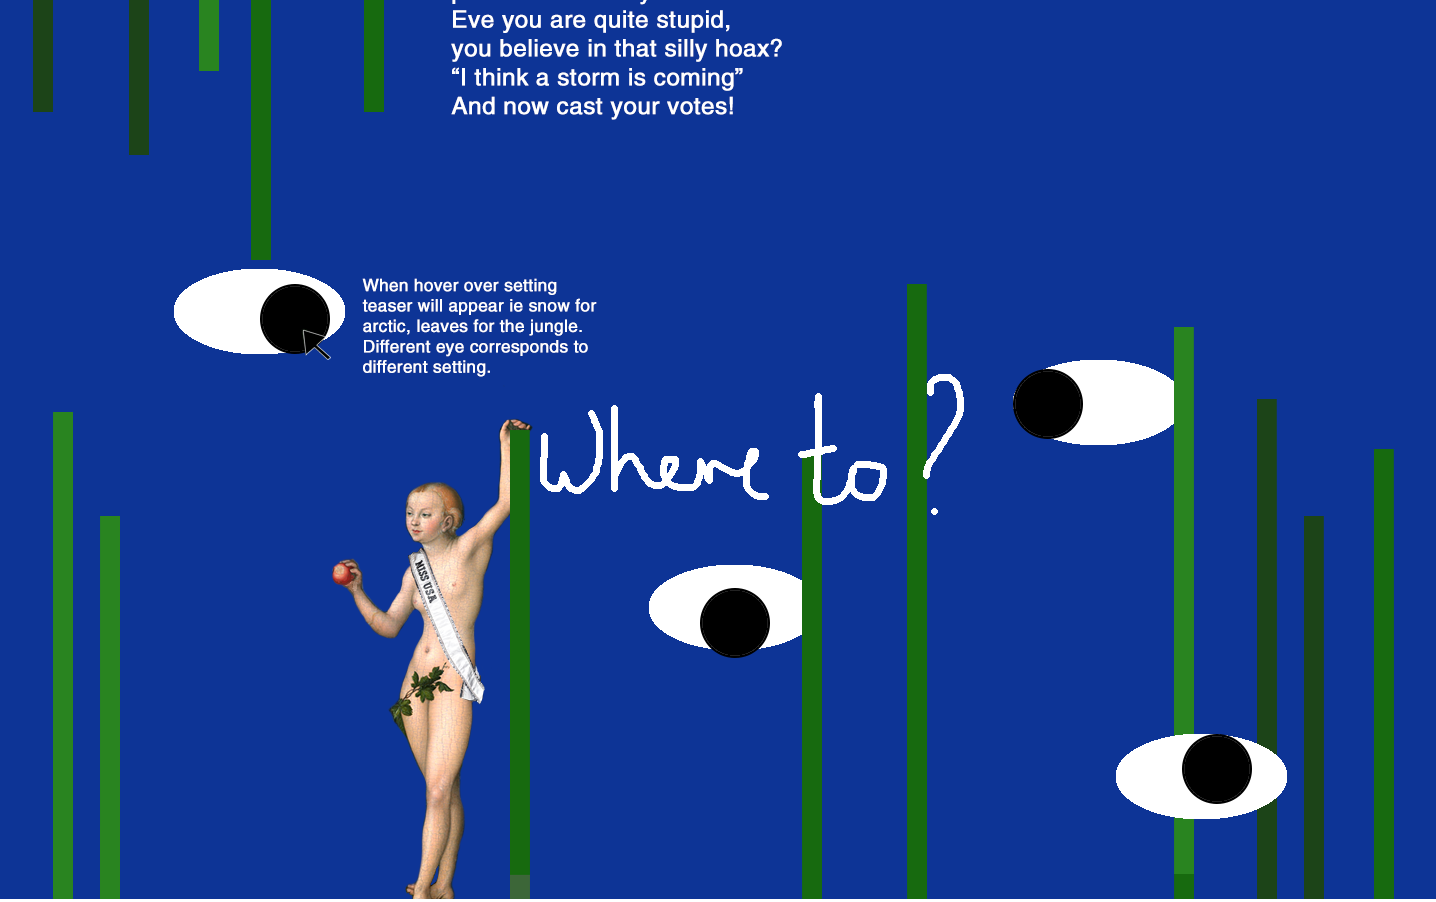 Eve you are quite stupid,
you believe in that silly hoax?
“I think a storm is coming”
And now cast your votes!
When hover over setting
teaser will appear ie snow for
arctic, leaves for the jungle.
Different eye corresponds to
different setting.
Where to?
MISS USA